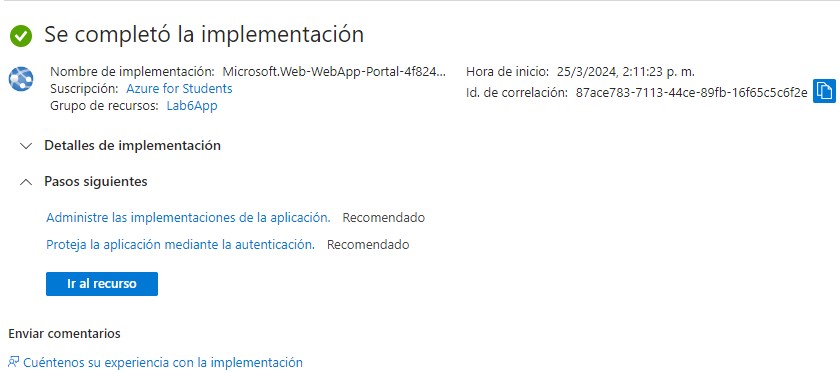 Se completó la implementación
Nombre de implementación: Microsoft.Web-WebApp-Portal-4f824...
Hora de inicio: 25/3/2024, 2:11:23 p. m.
Suscripción: Azure for Students
Id. de correlación: 87ace783-7113-44ce-89fb-16f65c5c6f2e
Grupo de recursos: Lab6App
Detalles de implementación
Pasos siguientes
Administre las implementaciones de la aplicación. Recomendado
Proteja la aplicación mediante la autenticación. Recomendado
Ir al recurso
Enviar comentarios
Cuéntenos su experiencia con la implementación